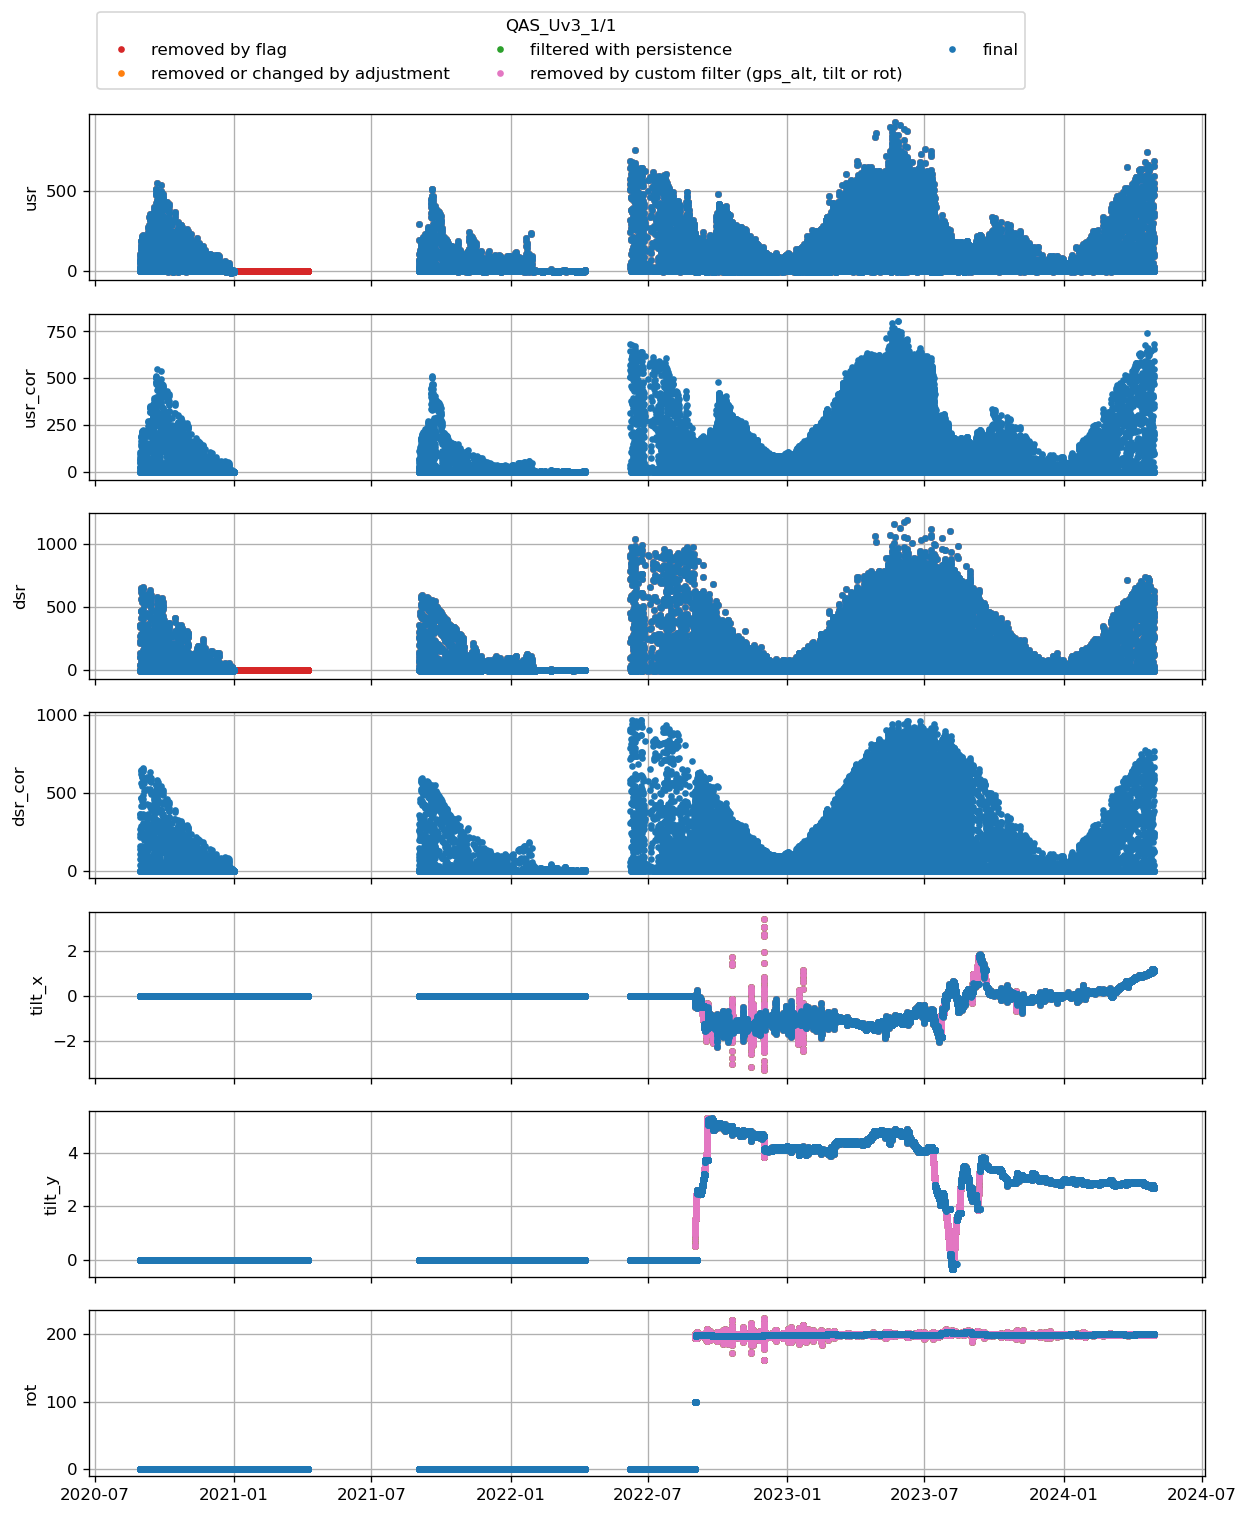 QAS_Uv3_1/1
removed by flag
filtered with persistence
final
removed or changed by adjustment
removed by custom filter (gps_alt, tilt or rot)
500
0
usr
750
500
250
0
usr_cor
1000
500
0
dsr
1000
500
0
dsr_cor
2
0
−2
tilt_x
4
2
0
tilt_y
200
100
0
rot
2020-07 2021-01 2021-07 2022-01 2022-07 2023-01 2023-07 2024-01 2024-07